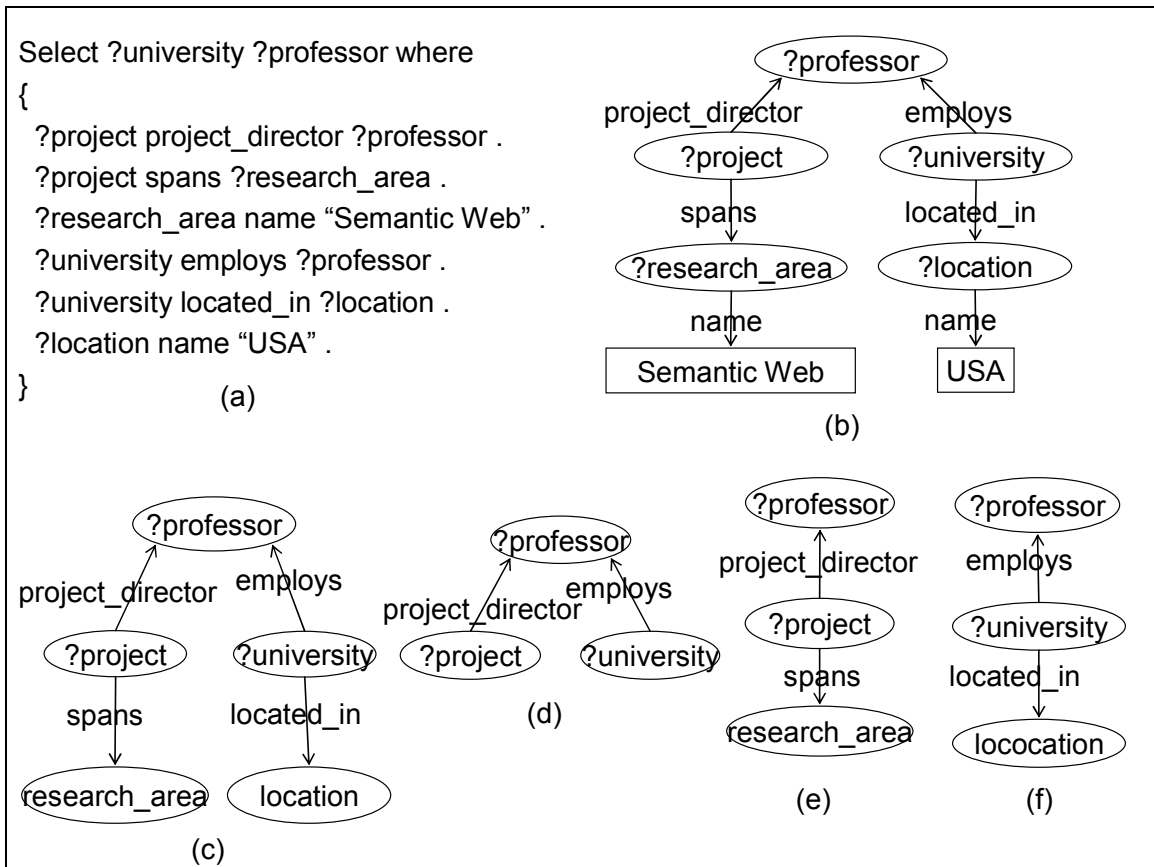 Select ?university ?professor where
{
?project project_director ?professor .
?project spans ?research_area .
?research_area name “Semantic Web” .
?university employs ?professor .
?university located_in ?location .
?location name “USA” .
}
(a)
?professor
project_director employs
?project ?university
spans located_in
?research_area ?location
name name
Semantic Web USA
(b)
?professor
project_director employs
?project ?university
spans located_in
research_area location
(c)
?professor
project_director employs
?project ?university
(d)
?professor
project_director
?project
spans
research_area
(e)
?professor
employs
?university
located_in
lococation
(f)